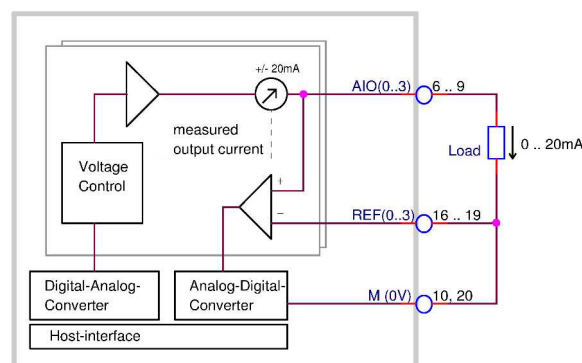 +/- 20mA
AIO(0..3)
6 .. 9
measured
output current
Voltage
Control
Load
0 .. 20mA
+
−
REF(0..3)
16 .. 19
Digital-Analog-
Converter
Analog-Digital-
Converter
M (0V)
10, 20
Host-interface